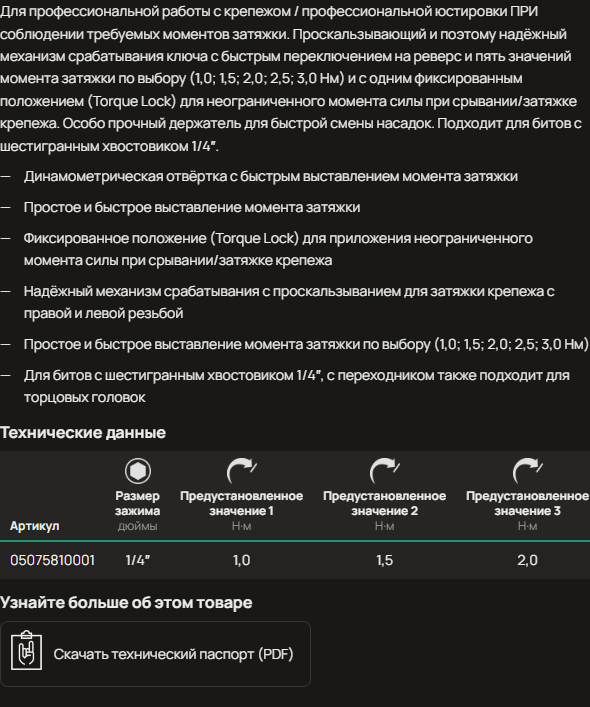 Для профессиональной работы с крепежом / профессиональной юстировки ПРИ
соблюдении требуемых моментов затяжки. Проскальзывающий и поэтому надёжный
механизм срабатывания ключа с быстрым переключением на реверс и пять значений
момента затяжки по выбору (1,0; 1,5; 2,0; 2,5; 3,0 Нм) и с одним фиксированным
положением (Torque Lock) для неограниченного момента силы при срывании/затяжке
крепежа. Особо прочный держатель для быстрой смены насадок. Подходит для битов с
шестигранным хвостовиком 1/4″.
— Динамометрическая отвёртка с быстрым выставлением момента затяжки
— Простое и быстрое выставление момента затяжки
— Фиксированное положение (Torque Lock) для приложения неограниченного
момента силы при срывании/затяжке крепежа
— Надёжный механизм срабатывания с проскальзыванием для затяжки крепежа с
правой и левой резьбой
— Простое и быстрое выставление момента затяжки по выбору (1,0; 1,5; 2,0; 2,5; 3,0 Нм)
— Для битов с шестигранным хвостовиком 1/4″, с переходником также подходит для
торцовых головок
Технические данные
Размер Предустановленное Предустановленное Предустановленное
зажима значение 1 значение 2 значение 3
Артикул дюймы Н·м Н·м Н·м
05075810001 1/4″ 1,0 1,5 2,0
Узнайте больше об этом товаре
Скачать технический паспорт (PDF)